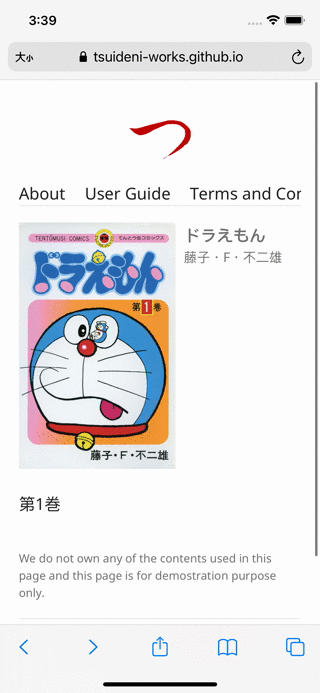 3:39
大小 tsuideni-works.github.io
つ
About User Guide Terms and Con
TENTŌMUSHI COMICS てんとう虫コミックス
ドラえもん
第1巻
藤子・F・不二雄
ドラえもん
藤子・F・不二雄
第1巻
We do not own any of the contents used in this
page and this page is for demostration purpose
only.